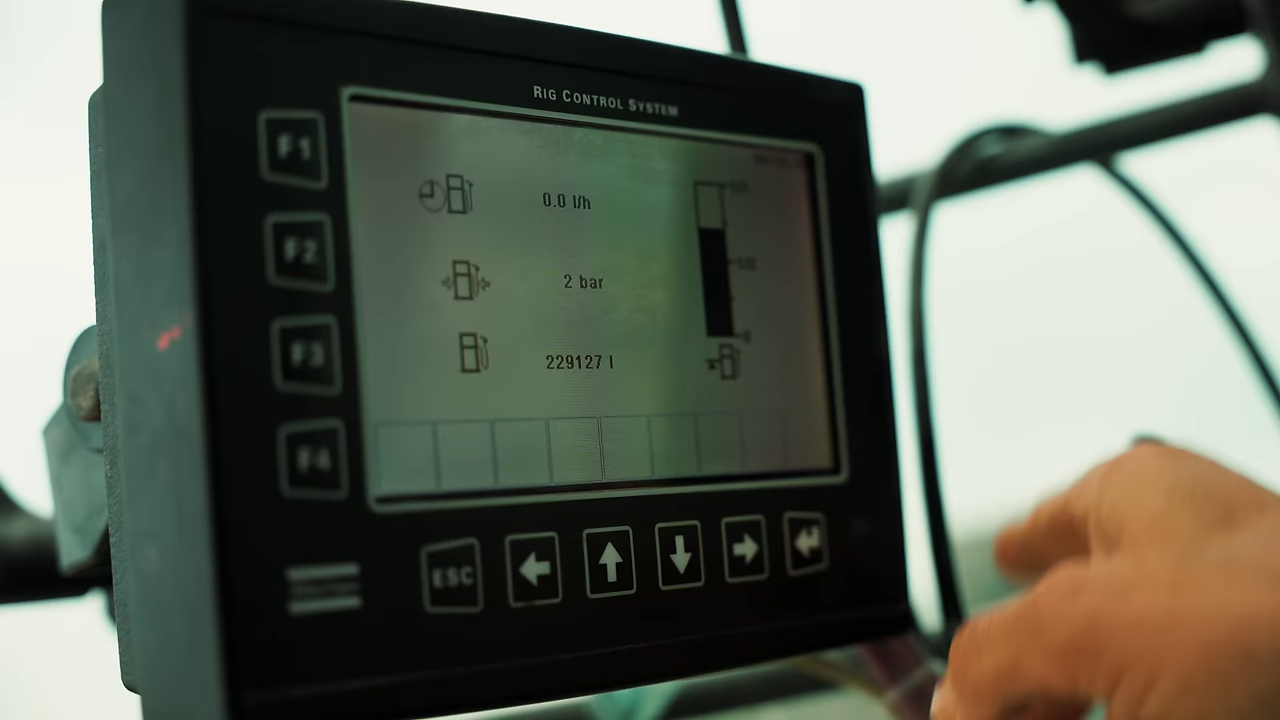 RIG CONTROL SYSTEM
F1
F2
F3
F4
0.0 l/h
2 bar
229127 l
ESC